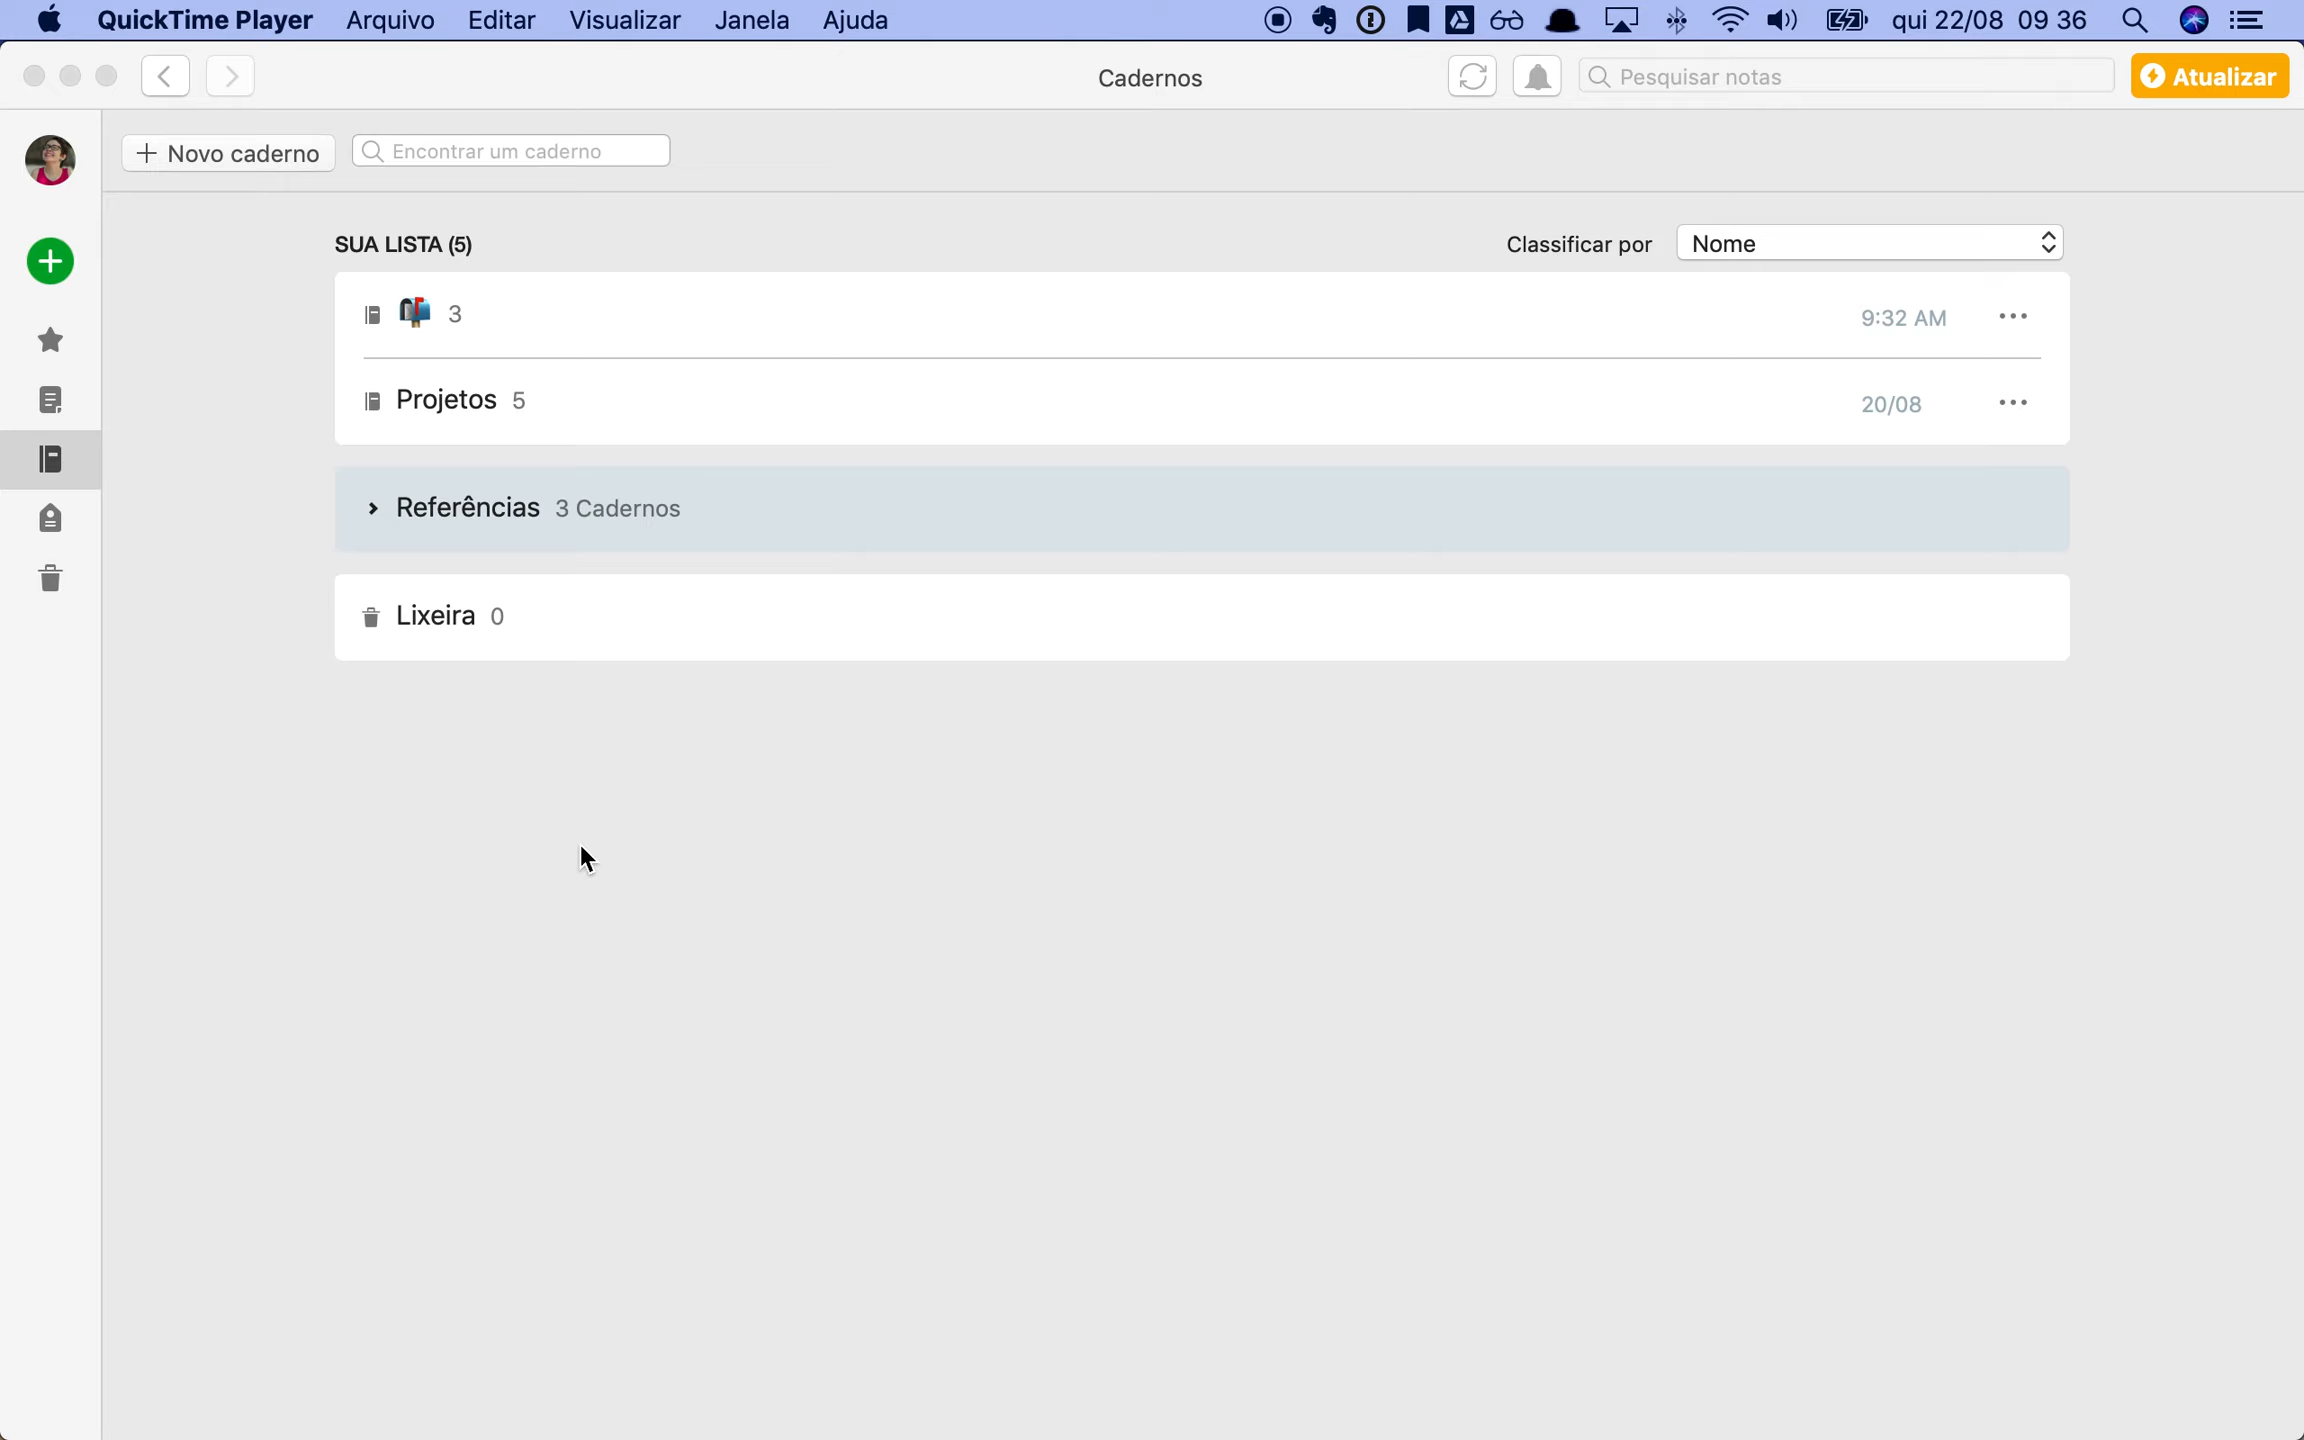 QuickTime Player Arquivo Editar Visualizar Janela Ajuda qui 22/08 09 36
Cadernos Pesquisar notas Atualizar
Novo caderno Encontrar um caderno
SUA LISTA (5) Classificar por Nome
3 9:32 AM
Projetos 5 20/08
Referências 3 Cadernos
Lixeira 0